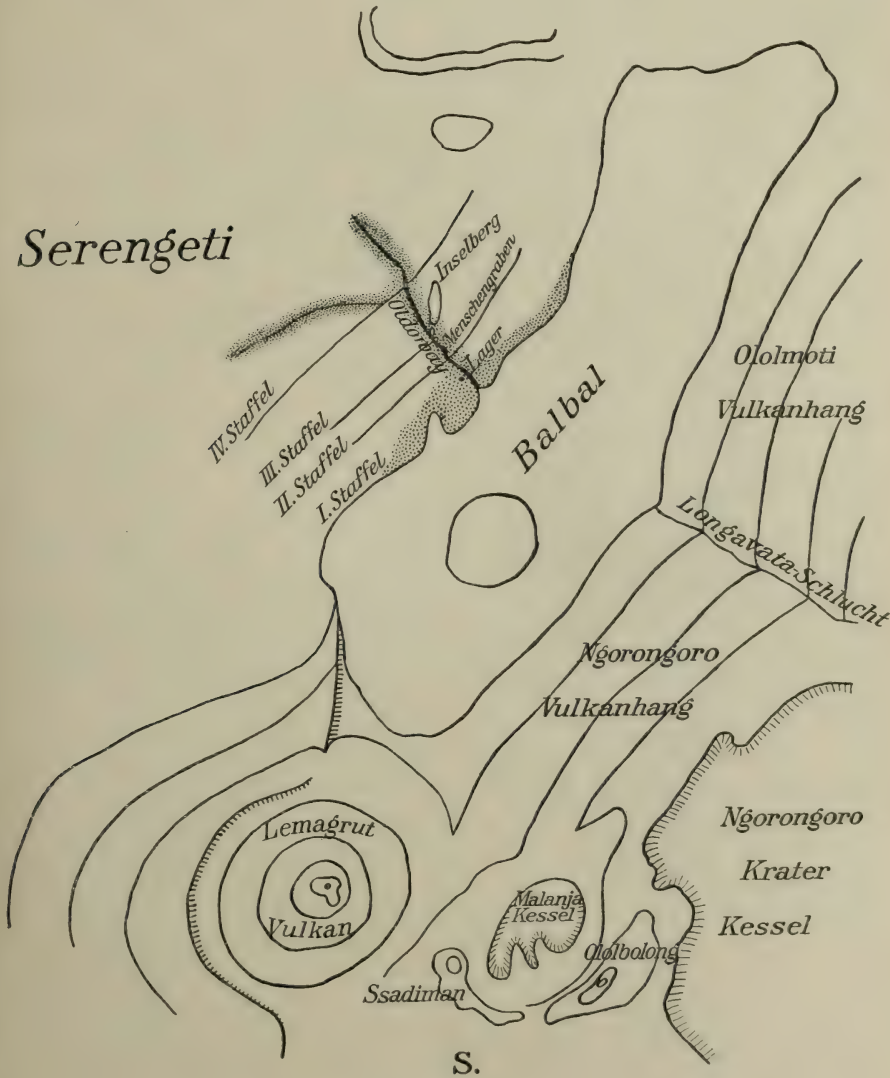 Serengeti
Inselberg
Menschengraben
Oldoroway
Lager
IV. Staffel
III. Staffel
II. Staffel
I. Staffel
Balbal
Ololmoti
Vulkanhang
Longavata-Schlucht
Ngorongoro
Vulkanhang
Lemagrut
Vulkan
Malanja
Kessel
Ololbolong
Ssadiman
Ngorongoro
Krater
Kessel
S.